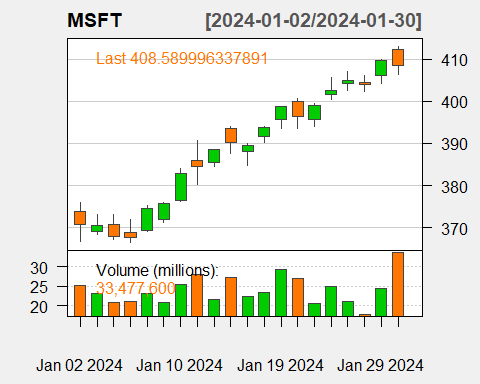 MSFT [2024-01-02/2024-01-30]
Last 408.589996337891
410
400
390
380
370
Volume (millions):
33,477,600
30
25
20
Jan 02 2024 Jan 10 2024 Jan 19 2024 Jan 29 2024